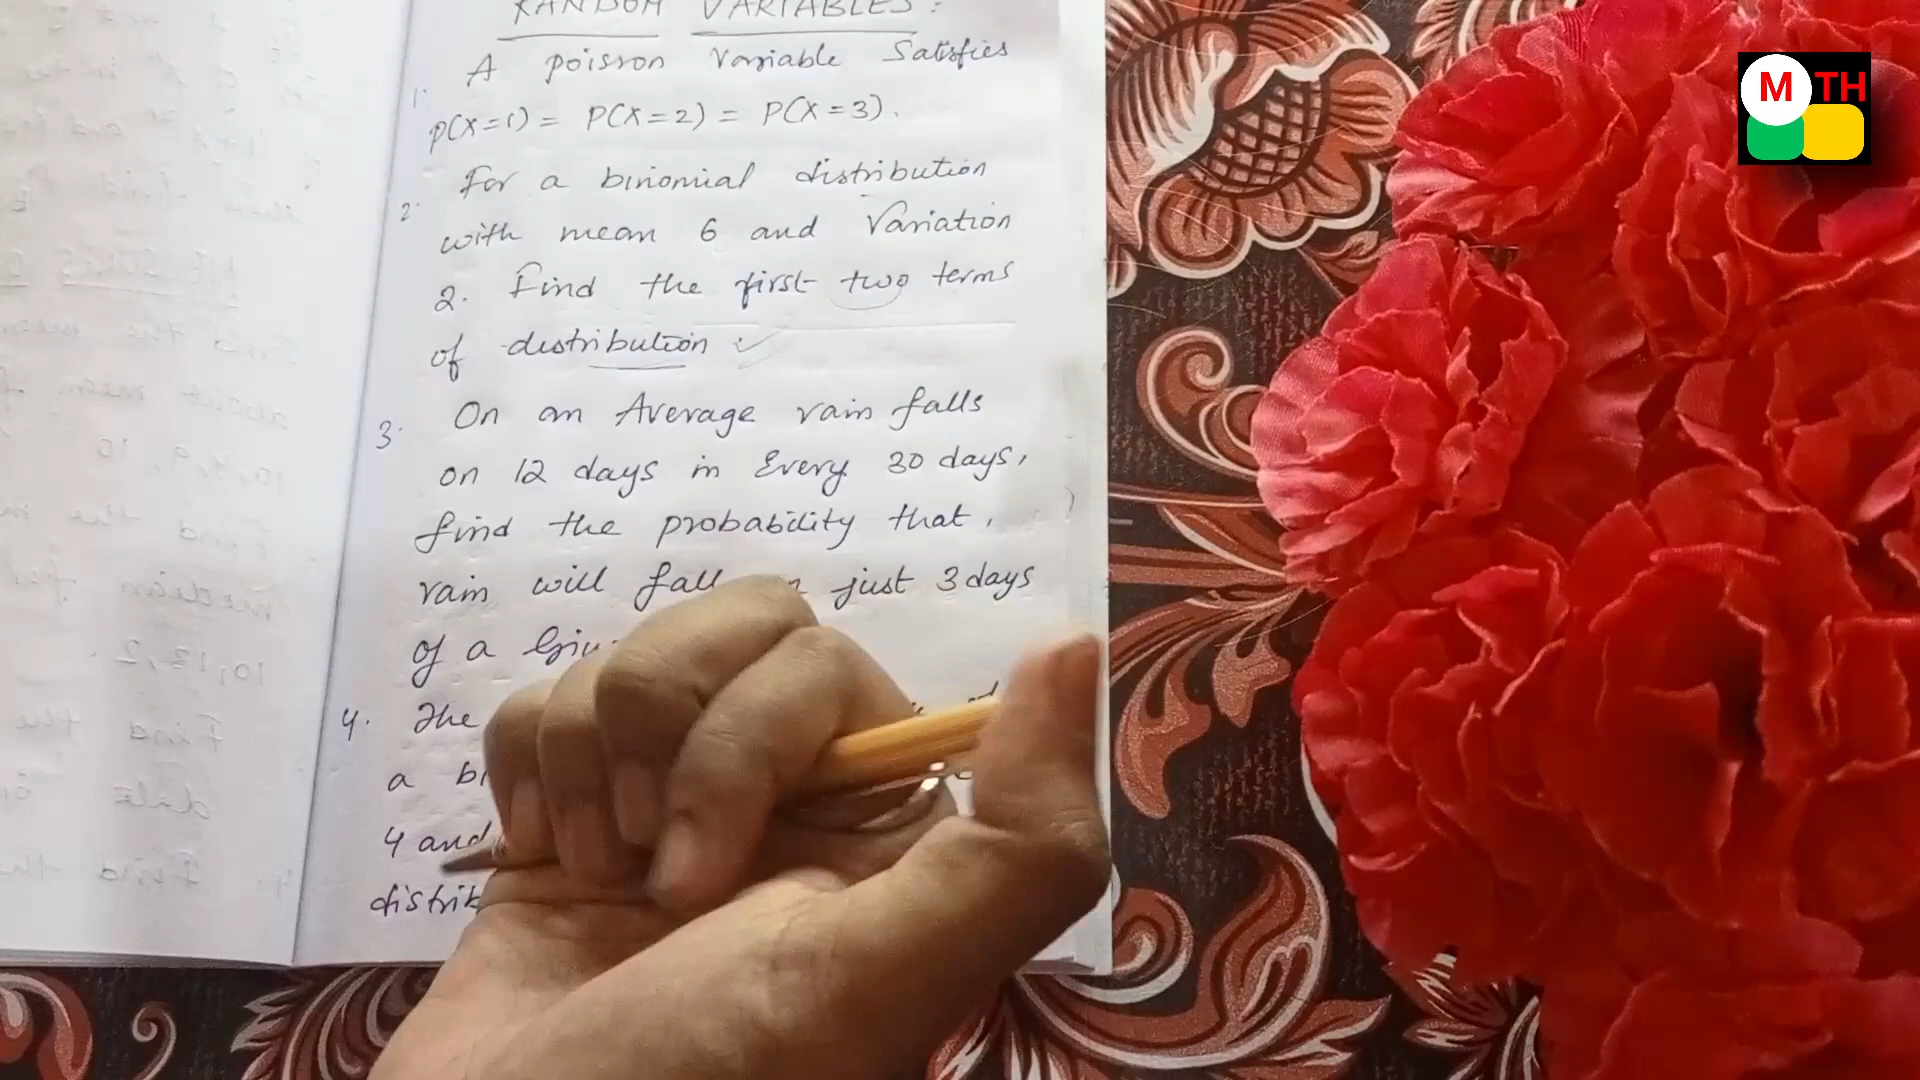 RANDOM VARIABLES:
1. A poisson Variable Satisfies
P(X=1) = P(X=2) = P(X=3).
2. For a binomial distribution
with mean 6 and Variation
2. Find the first two terms
of distribution.
3. On an Average rain falls
on 12 days in Every 30 days,
find the probability that,
rain will fall just 3 days
of a
4. The
a
4 and
MTH